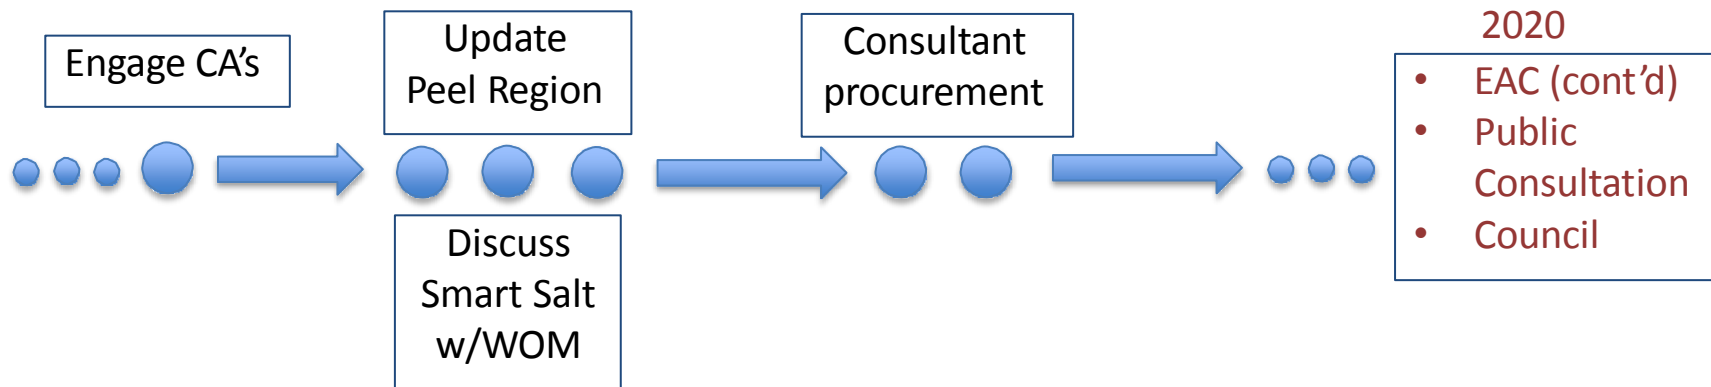 Engage CA’s
Update
Peel Region
Discuss
Smart Salt
w/WOM
Consultant
procurement
2020
• EAC (cont’d)
• Public
Consultation
• Council